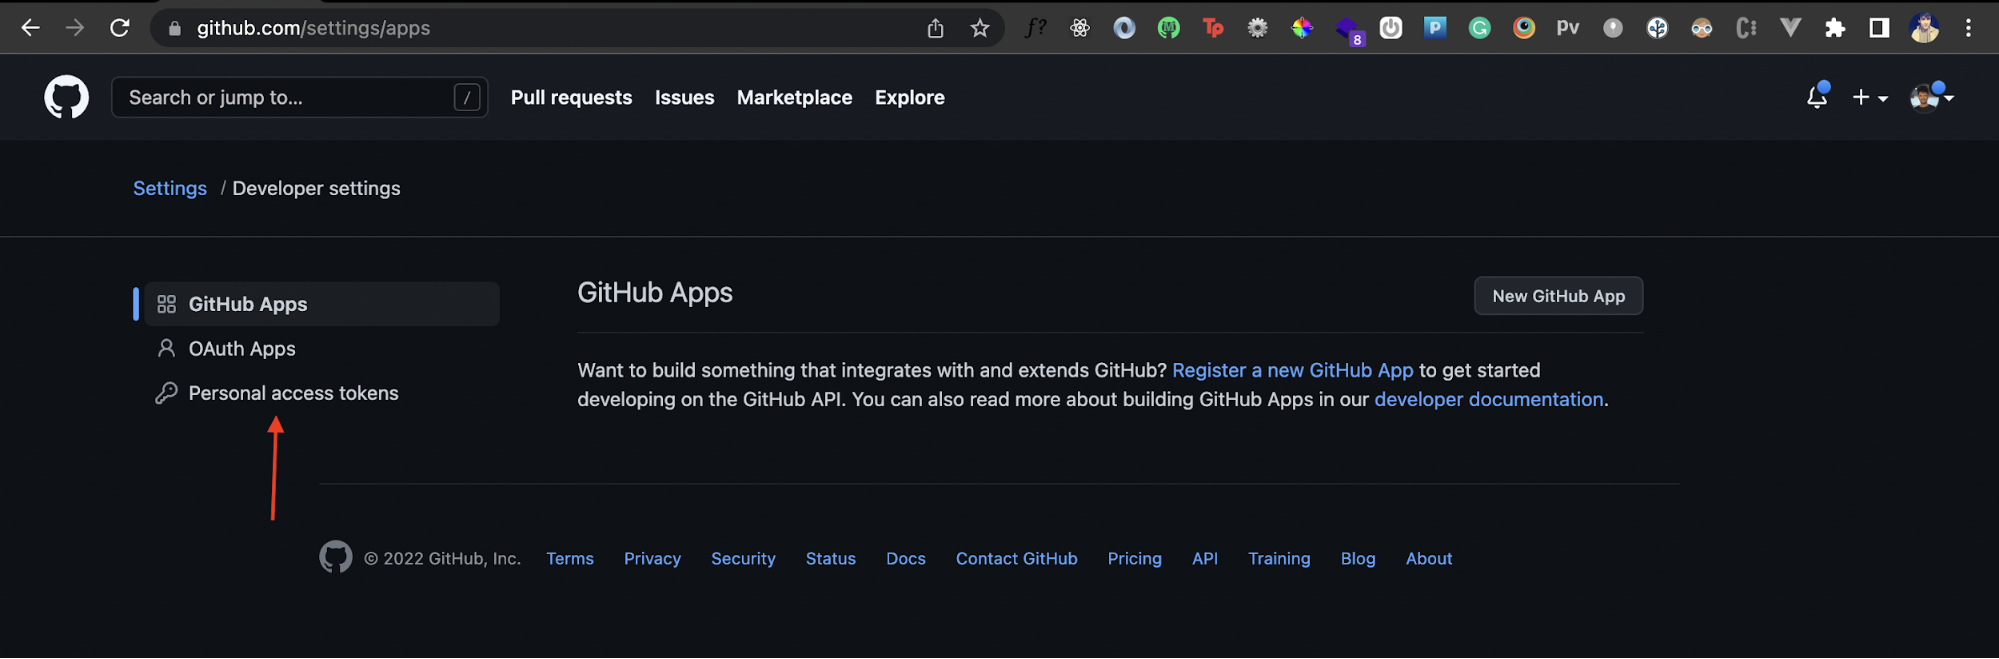 github.com/settings/apps
f?
Tp
8
P
G
PV
Search or jump to... /
Pull requests Issues Marketplace Explore
Settings / Developer settings
GitHub Apps
OAuth Apps
Personal access tokens
GitHub Apps
New GitHub App
Want to build something that integrates with and extends GitHub? Register a new GitHub App to get started
developing on the GitHub API. You can also read more about building GitHub Apps in our developer documentation.
© 2022 GitHub, Inc. Terms Privacy Security Status Docs Contact GitHub Pricing API Training Blog About